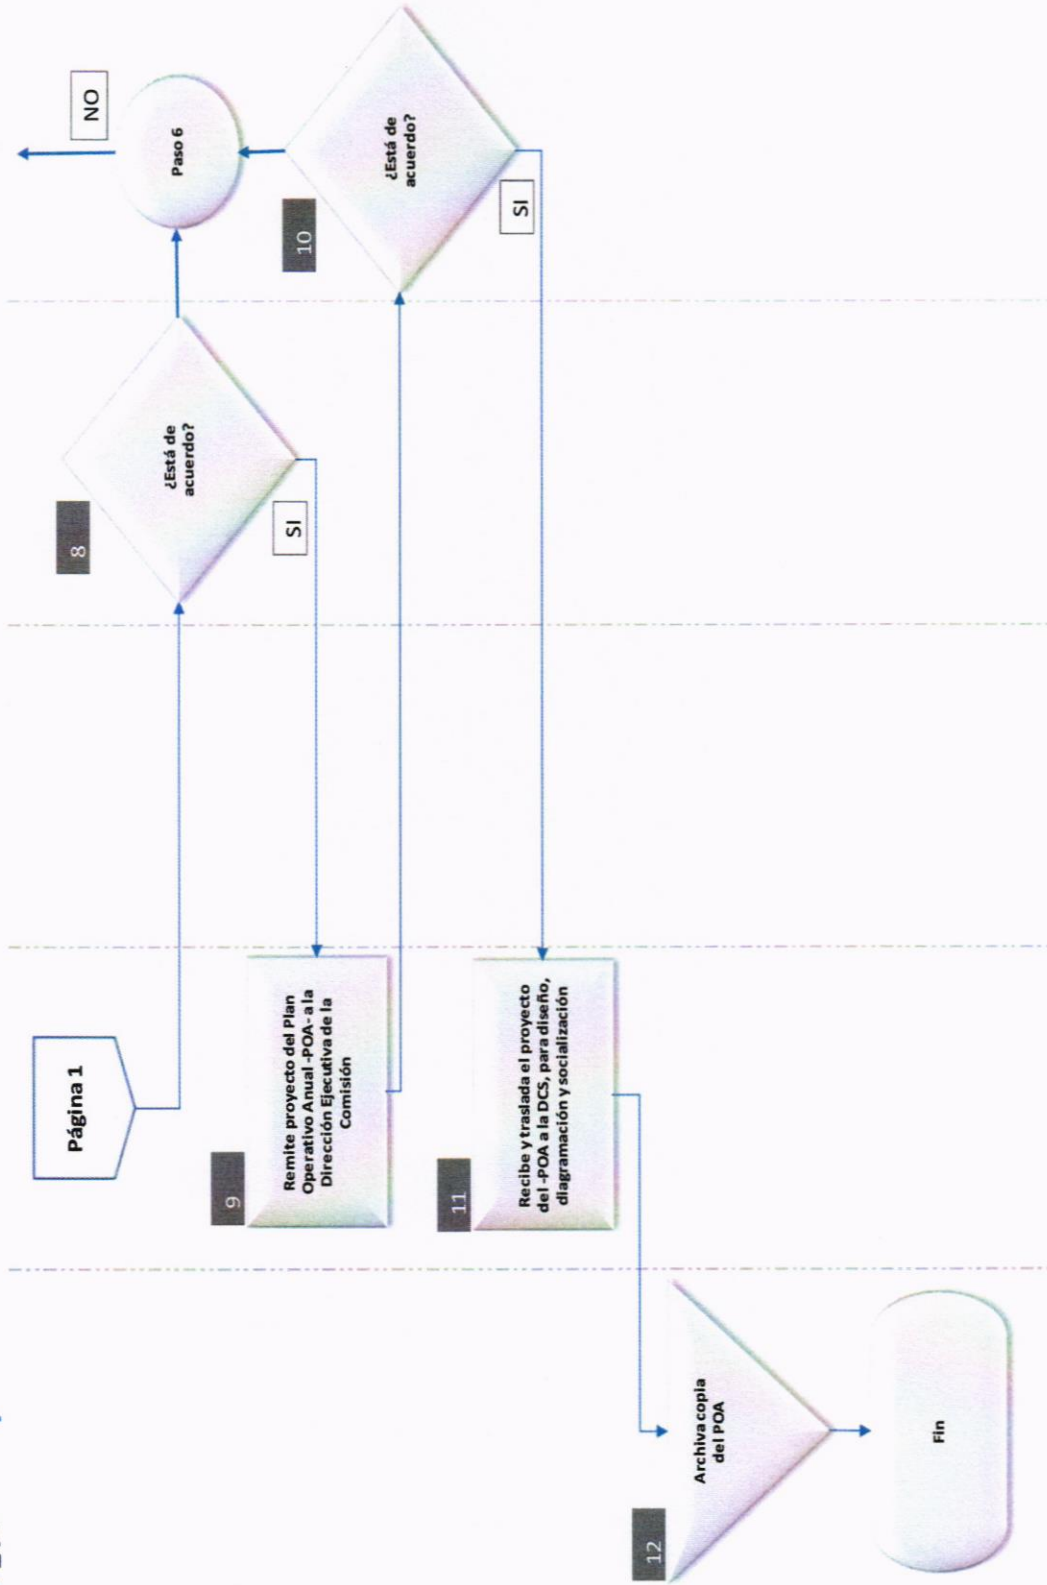 Página 1
8
¿Está de
acuerdo?
SI
Paso 6
NO
9
Remite proyecto del Plan
Operativo Anual -POA- a la
Dirección Ejecutiva de la
Comisión
10
¿Está de
acuerdo?
SI
11
Recibe y traslada el proyecto
del -POA a la DCS, para diseño,
diagramación y socialización
12
Archiva copia
del POA
Fin